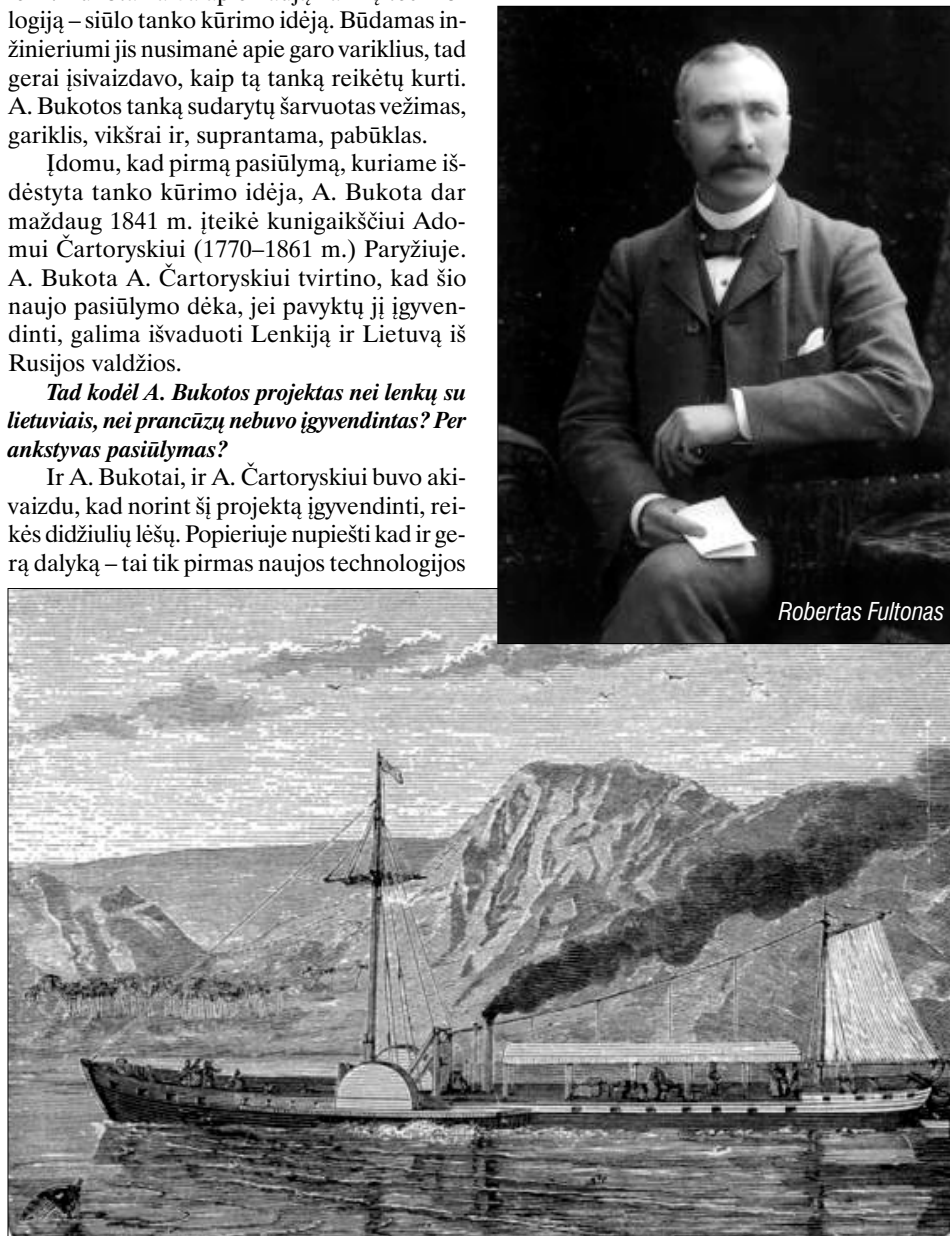 logiją – siūlo tanko kūrimo idėją. Būdamas in-
žinieriumi jis nusimanė apie garo variklius, tad
gerai įsivaizdavo, kaip tą tanką reikėtų kurti.
A. Bukotos tanką sudarytų šarvuotas vežimas,
gariklis, vikšrai ir, suprantama, pabūklas.
Įdomu, kad pirmą pasiūlymą, kuriame iš-
dėstyta tanko kūrimo idėja, A. Bukota dar
maždaug 1841 m. įteikė kunigaikščiui Ado-
mui Čartoryskiui (1770–1861 m.) Paryžiuje.
A. Bukota A. Čartoryskiui tvirtino, kad šio
naujo pasiūlymo dėka, jei pavyktų jį įgyven-
dinti, galima išvaduoti Lenkiją ir Lietuvą iš
Rusijos valdžios.
Tad kodėl A. Bukotos projektas nei lenkų su
lietuviais, nei prancūzų nebuvo įgyvendintas? Per
ankstyvas pasiūlymas?
Ir A. Bukotai, ir A. Čartoryskiui buvo aki-
vaizdu, kad norint šį projektą įgyvendinti, rei-
kės didžiulių lėšų. Popieriuje nupiešti kad ir ge-
rą dalyką – tai tik pirmas naujos technologijos
Robertas Fultonas